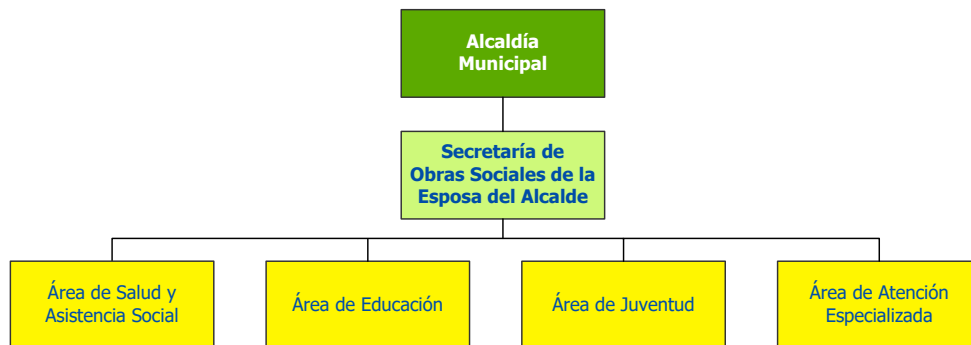 Alcaldía
Municipal
Secretaría de
Obras Sociales de la
Esposa del Alcalde
Área de Salud y
Asistencia Social
Área de Educación
Área de Juventud
Área de Atención
Especializada